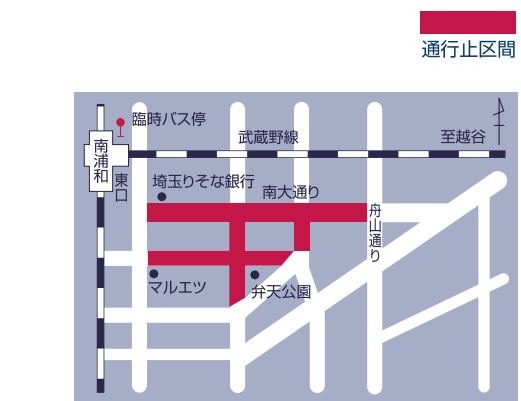 通行止区間
臨時バス停
南浦和
東口
武蔵野線
至越谷
埼玉りそな銀行
南大通り
舟山通り
マルエツ
弁天公園